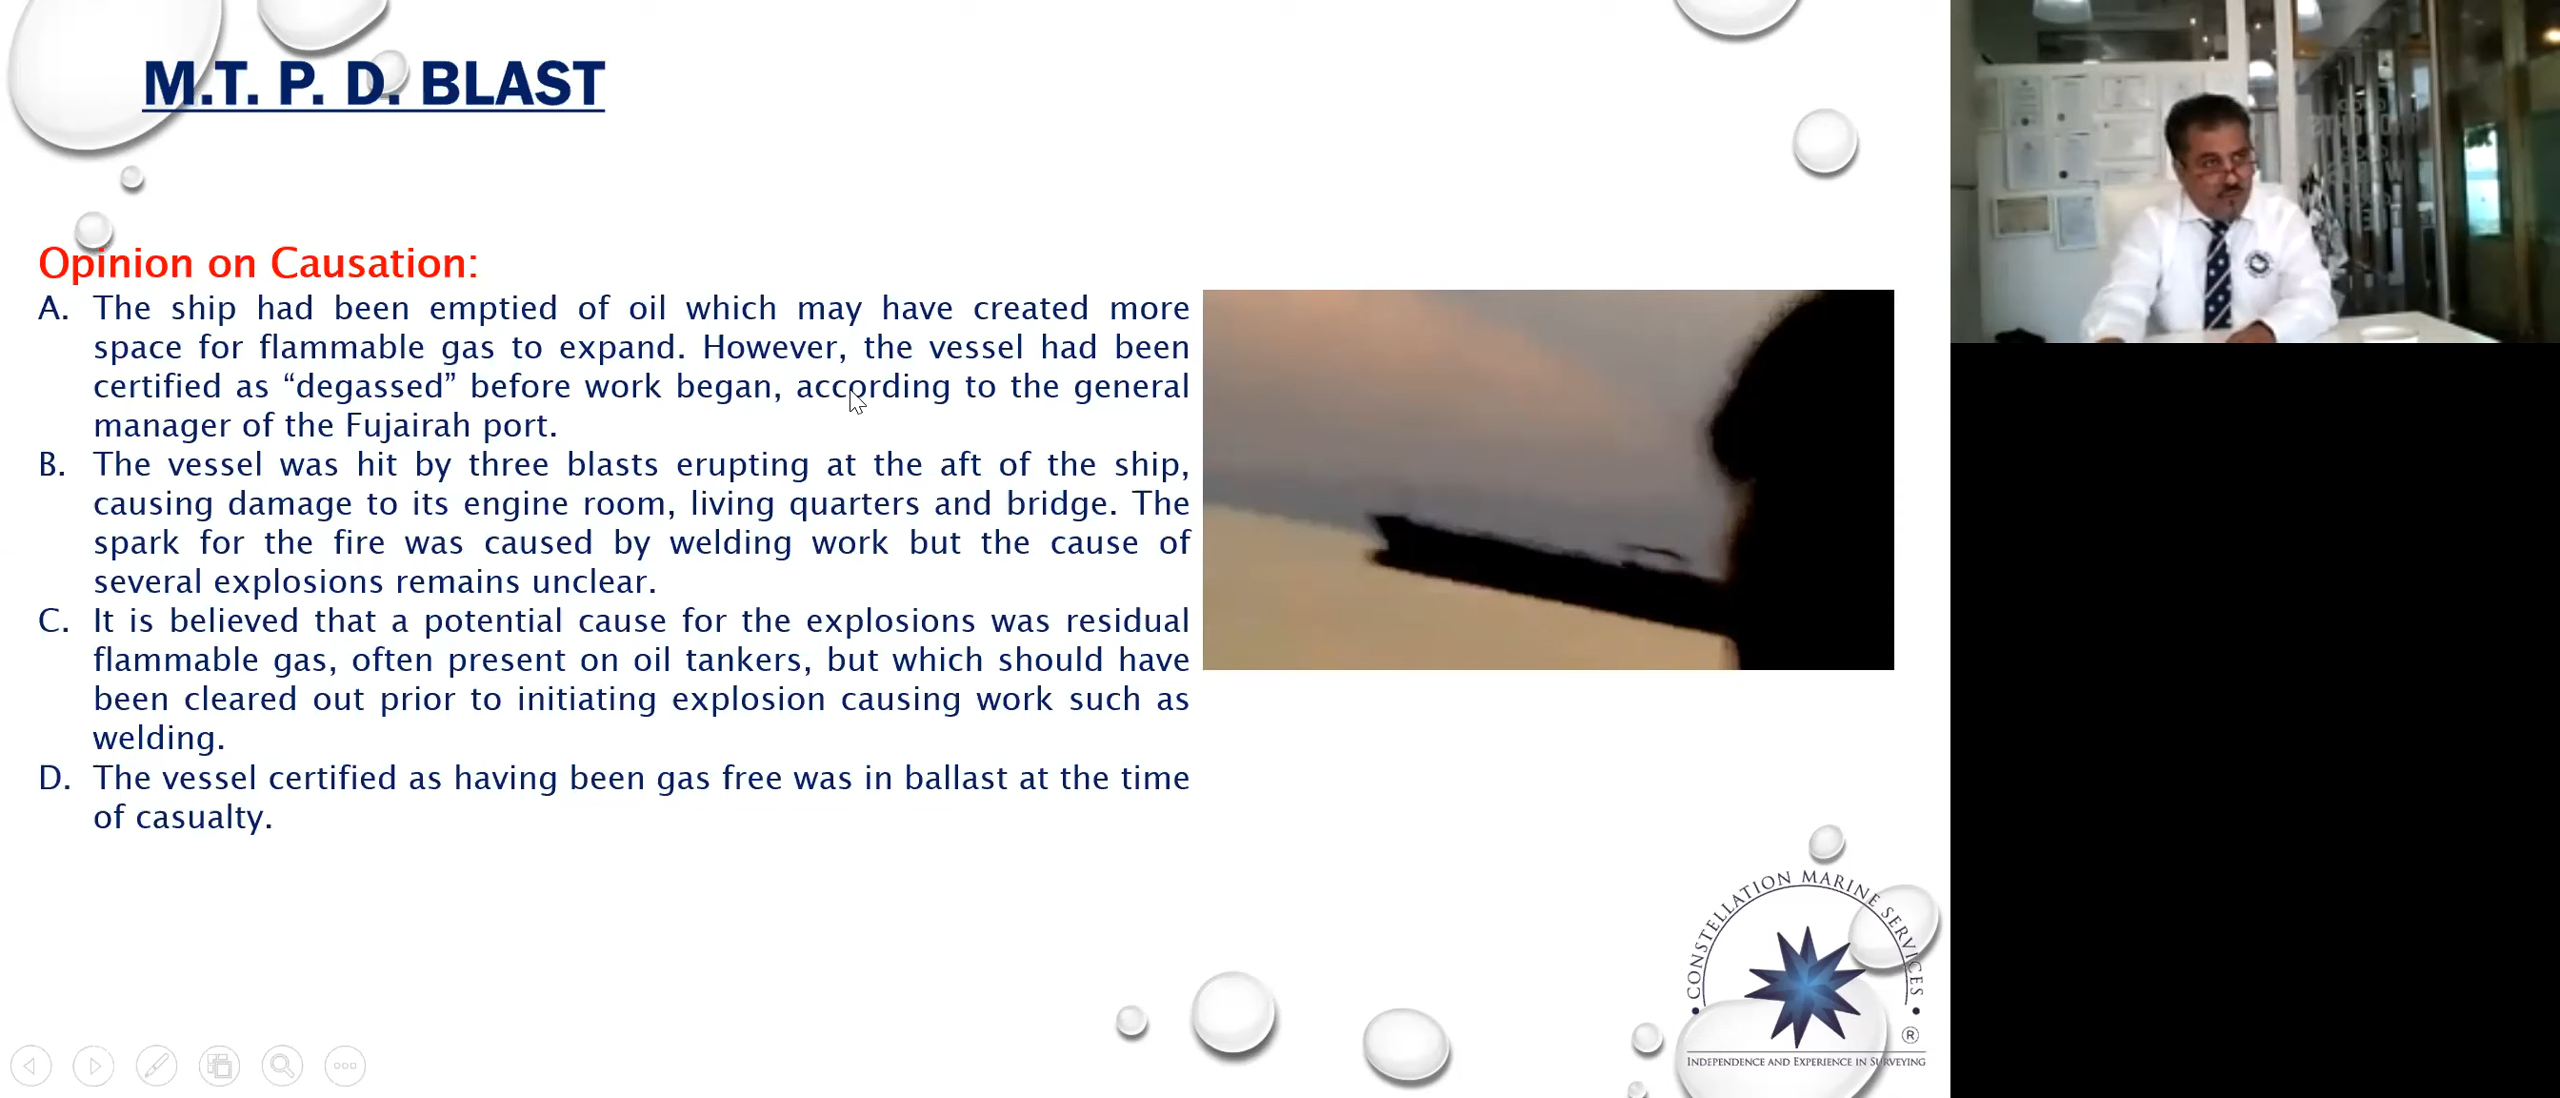 M.T. P. D. BLAST
Opinion on Causation:
A. The ship had been emptied of oil which may have created more
space for flammable gas to expand. However, the vessel had been
certified as “degassed” before work began, according to the general
manager of the Fujairah port.
B. The vessel was hit by three blasts erupting at the aft of the ship,
causing damage to its engine room, living quarters and bridge. The
spark for the fire was caused by welding work but the cause of
several explosions remains unclear.
C. It is believed that a potential cause for the explosions was residual
flammable gas, often present on oil tankers, but which should have
been cleared out prior to initiating explosion causing work such as
welding.
D. The vessel certified as having been gas free was in ballast at the time
of casualty.
• CONSTELLATION MARINE SERVICES •
®
INDEPENDENCE AND EXPERIENCE IN SURVEYING